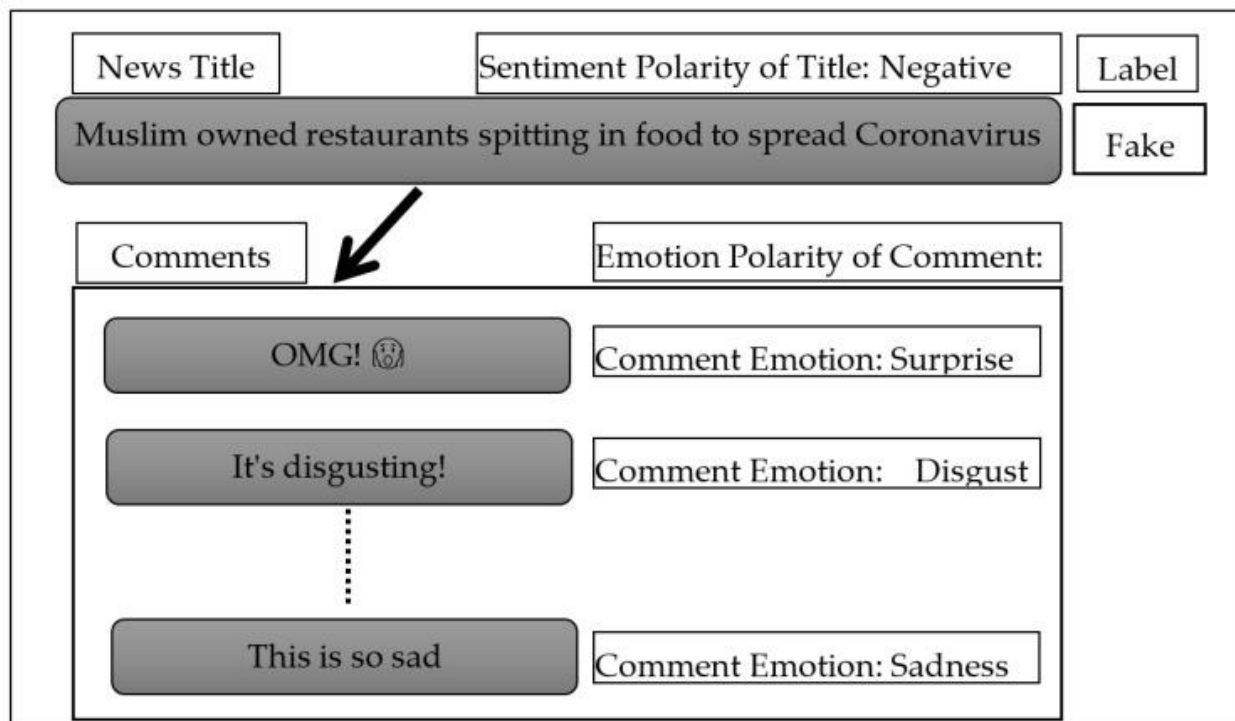 News Title
Sentiment Polarity of Title: Negative
Label
Muslim owned restaurants spitting in food to spread Coronavirus
Fake
Comments
Emotion Polarity of Comment:
OMG! 😱
Comment Emotion: Surprise
It's disgusting!
Comment Emotion: Disgust
This is so sad
Comment Emotion: Sadness